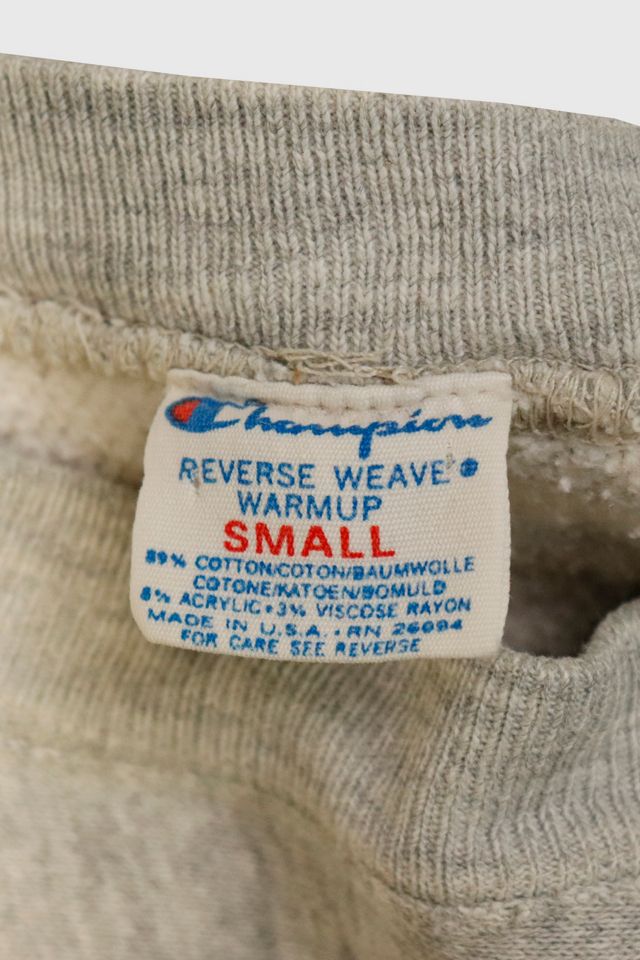 Champion
REVERSE WEAVE®
WARMUP
SMALL
89% COTTON/COTON/BAUMWOLLE
COTONE/KATOEN/BOMULD
8% ACRYLIC • 3% VISCOSE RAYON
MADE IN U.S.A. • RN 26094
FOR CARE SEE REVERSE